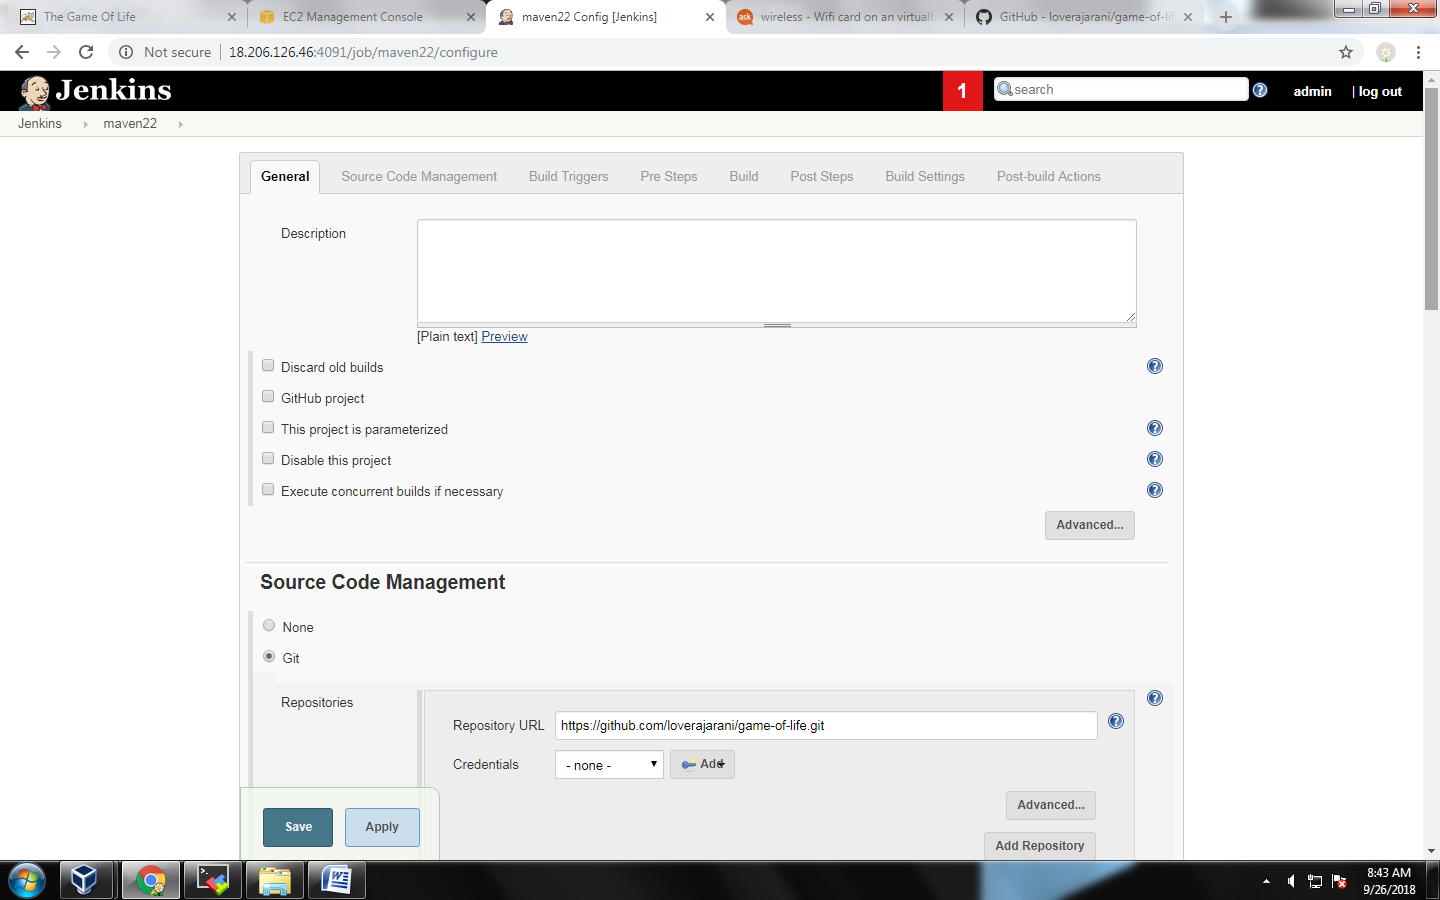 The Game Of Life
EC2 Management Console
maven22 Config [Jenkins]
ask
wireless - Wifi card on an virtualb
GitHub - loverajarani/game-of-lif
Not secure
18.206.126.46:4091/job/maven22/configure
Jenkins
1
search
admin
| log out
Jenkins
maven22
General
Source Code Management
Build Triggers
Pre Steps
Build
Post Steps
Build Settings
Post-build Actions
Description
[Plain text] Preview
Discard old builds
GitHub project
This project is parameterized
Disable this project
Execute concurrent builds if necessary
Advanced...
Source Code Management
None
Git
Repositories
Repository URL
https://github.com/loverajarani/game-of-life.git
Credentials
- none -
Add
Advanced...
Save
Apply
Add Repository
8:43 AM
9/26/2018